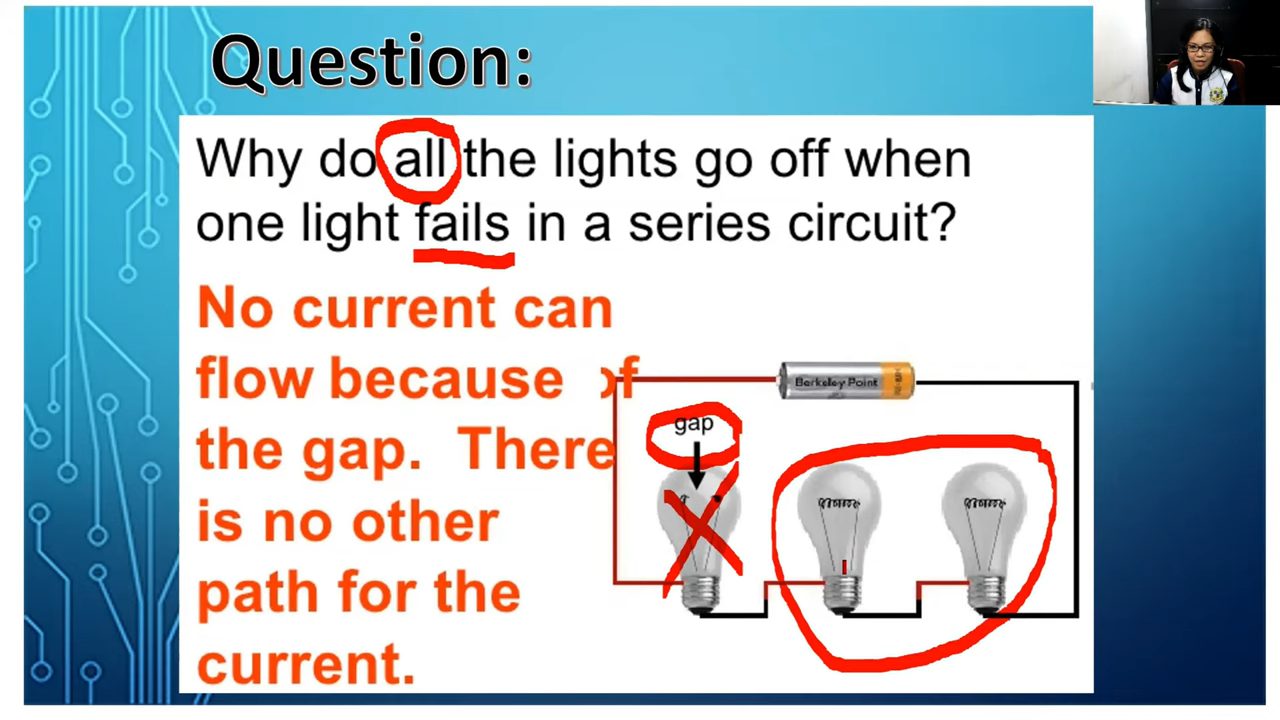 Question:
Why do all the lights go off when
one light fails in a series circuit?
No current can
flow because of
the gap. There
is no other
path for the
current.
Berkeley Point
gap